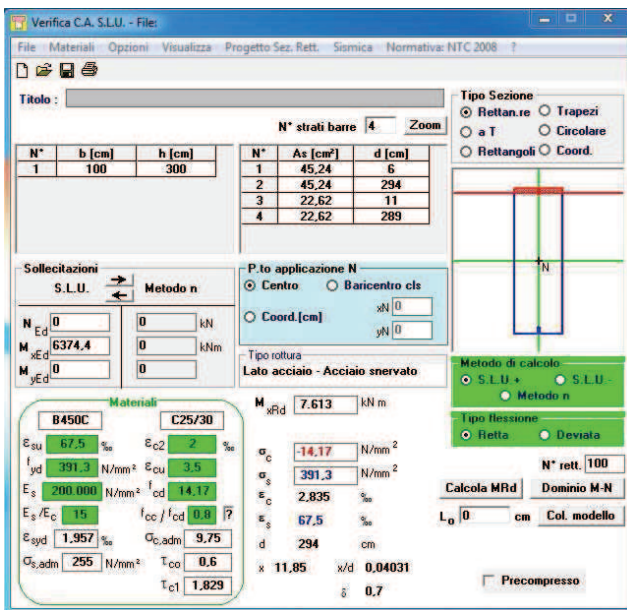 Verifica C.A. S.L.U. - File:
File Materiali Opzioni Visualizza Progetto Sez. Rett. Sismica Normativa: NTC 2008 ?
Titolo :
N° strati barre 4 Zoom
Tipo Sezione
Rettan.re Trapezi
a T Circolare
Rettangoli Coord.
N° b [cm] h [cm]
1 100 300
N° As [cm²] d [cm]
1 45,24 6
2 45,24 294
3 22,62 11
4 22,62 289
N
Sollecitazioni
S.L.U. Metodo n
N Ed 0 0 kN
M xEd 6374,4 0 kNm
M yEd 0 0
P.to applicazione N
Centro Baricentro cls
Coord.[cm] xN 0
yN 0
Tipo rottura
Lato acciaio - Acciaio snervato
Metodo di calcolo
S.L.U.+ S.L.U.-
Metodo n
Tipo flessione
Retta Deviata
Materiali
B450C C25/30
εsu 67,5 ‰ εc2 2 ‰
fyd 391,3 N/mm² εcu 3,5
Es 200.000 N/mm² fcd 14,17
Es/Ec 15 fcc / fcd 0,8 ?
εsyd 1,957 ‰ σc,adm 9,75
σs,adm 255 N/mm² τco 0,6
τc1 1,829
M xRd 7.613 kN m
σc -14,17 N/mm²
σs 391,3 N/mm²
εc 2,835 ‰
εs 67,5 ‰
d 294 cm
x 11,85 x/d 0,04031
δ 0,7
N° rett. 100
Calcola MRd Dominio M-N
Lo 0 cm Col. modello
Precompresso